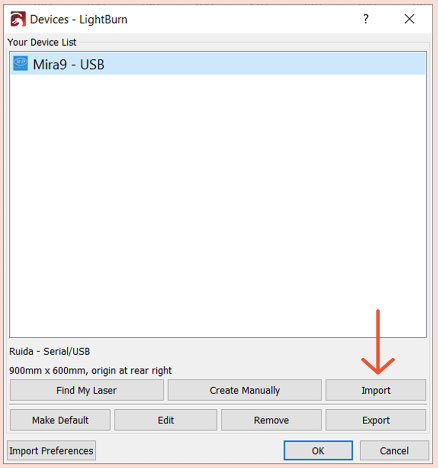 Devices - LightBurn
Your Device List
Mira9 - USB
Ruida - Serial/USB
900mm x 600mm, origin at rear right
Find My Laser Create Manually Import
Make Default Edit Remove Export
Import Preferences OK Cancel